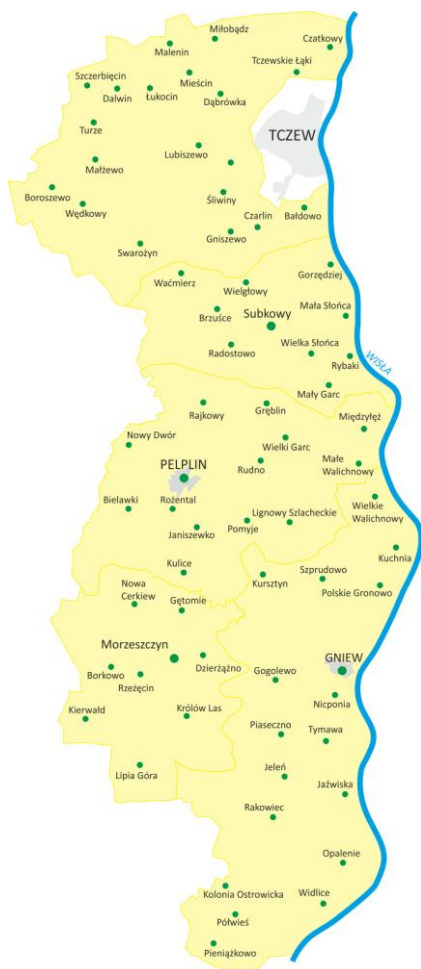 Miłobądz
Malenin
Czatkowy
Tczewskie Łąki
Szczerbięcin
Mieścin
Dalwin
Łukocin
Dąbrówka
Turze
TCZEW
Lubiszewo
Małżewo
Boroszewo
Wędkowy
Śliwiny
Czarlin
Bałdowo
Gniszewo
Swarożyn
Gorzędziej
Waćmierz
Wielgłowy
Brzuśce
Subkowy
Mała Słońca
Radostowo
Wielka Słońca
Rybaki
WISŁA
Mały Garc
Rajkowy
Gręblin
Międzyłęż
Nowy Dwór
Wielki Garc
PELPLIN
Rudno
Małe
Walichnowy
Bielawki
Rożental
Lignowy Szlacheckie
Wielkie
Walichnowy
Janiszewko
Pomyje
Kuchnia
Kulice
Kursztyn
Szprudowo
Nowa
Cerkiew
Gętomie
Polskie Gronowo
Morzeszczyn
GNIEW
Borkowo
Dzierżążno
Gogolewo
Rzeżęcin
Nicponia
Kierwałd
Królów Las
Piaseczno
Tymawa
Lipia Góra
Jeleń
Jaźwiska
Rakowiec
Opalenie
Kolonia Ostrowicka
Widlice
Półwieś
Pieniążkowo